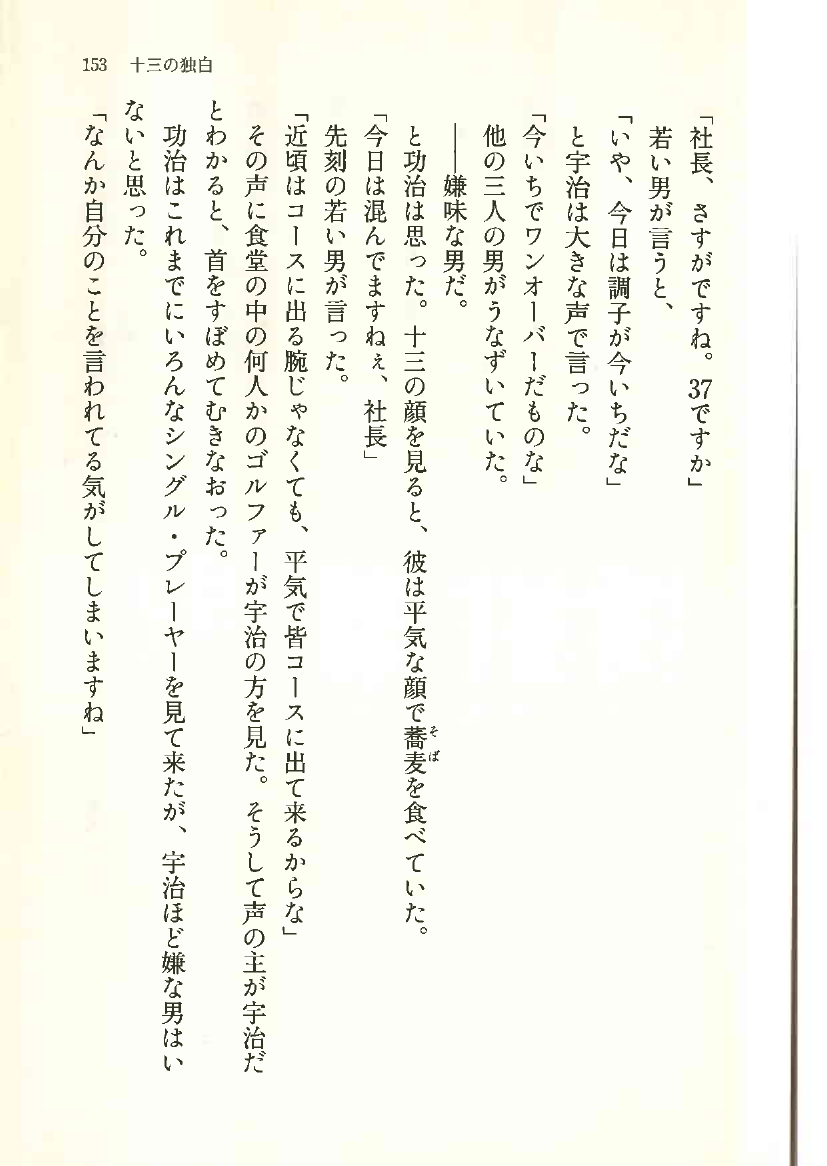 153 十三の独白
「社長、さすがですね。37ですか」
若い男が言うと、
「いや、今日は調子が今いちだな」
と宇治は大きな声で言った。
「今いちでワンオーバーだものな」
他の三人の男がうなずいていた。
――嫌味な男だ。
と功治は思った。十三の顔を見ると、彼は平気な顔で蕎麦を食べていた。
そば
「今日は混んでますねぇ、社長」
先刻の若い男が言った。
「近頃はコースに出る腕じゃなくても、平気で皆コースに出て来るからな」
その声に食堂の中の何人かのゴルファーが宇治の方を見た。そうして声の主が宇治だ
とわかると、首をすぼめてむきなおった。
功治はこれまでにいろんなシングル・プレーヤーを見て来たが、宇治ほど嫌な男はい
ないと思った。
「なんか自分のことを言われてる気がしてしまいますね」